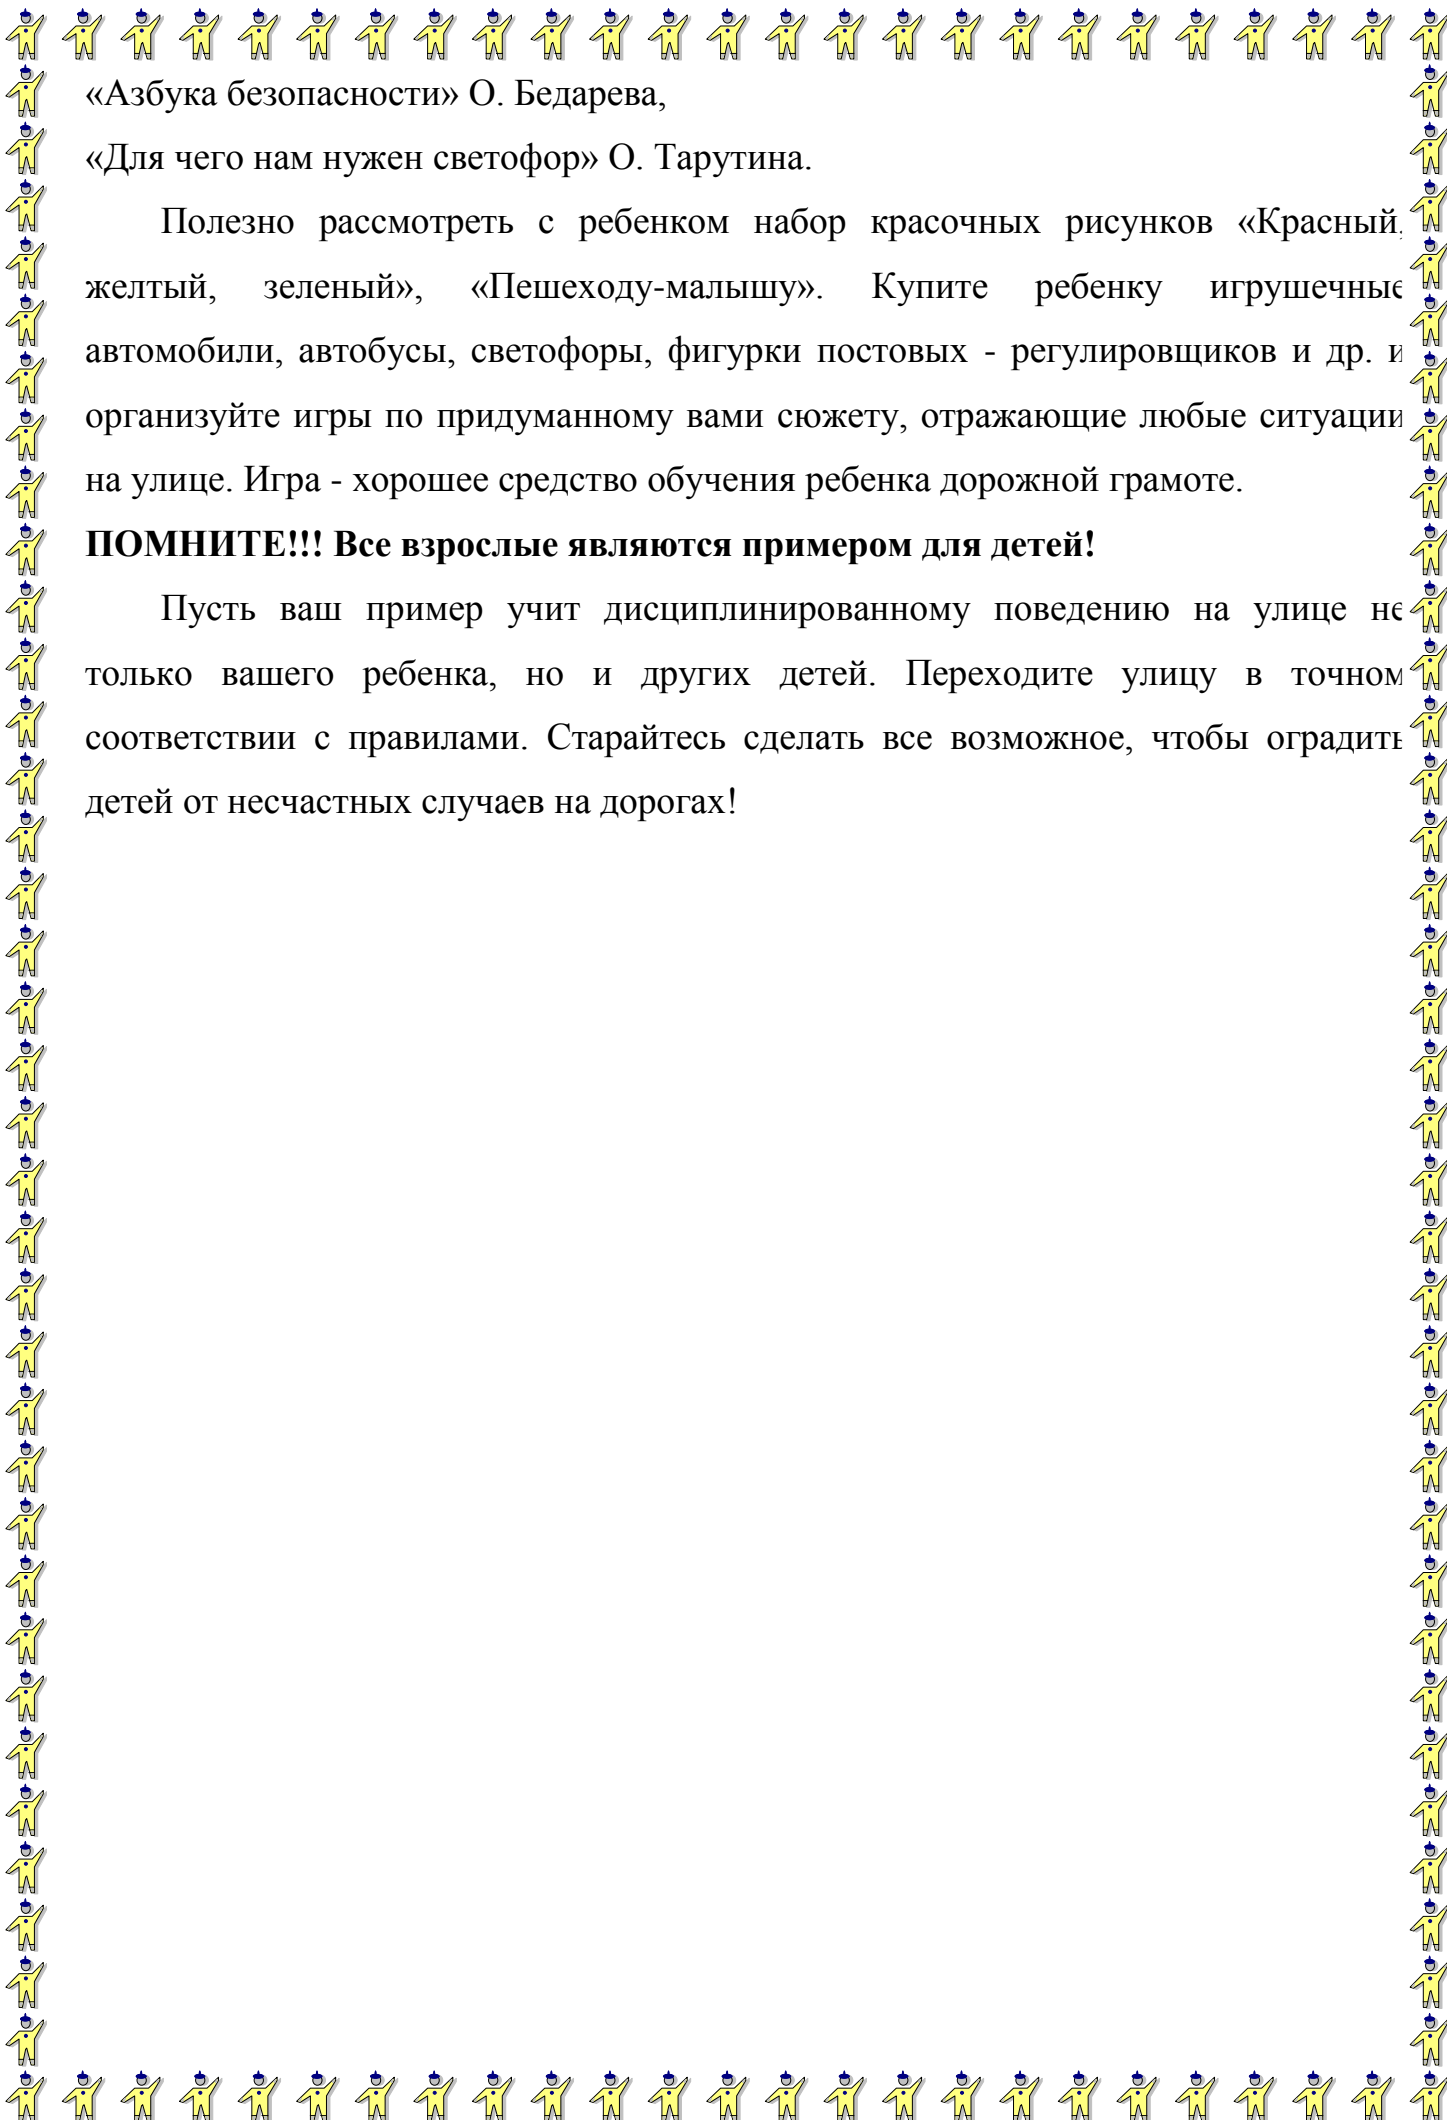 «Азбука безопасности» О. Бедарева,
«Для чего нам нужен светофор» О. Тарутина.
Полезно рассмотреть с ребенком набор красочных рисунков «Красный,
желтый, зеленый», «Пешеходу-малышу». Купите ребенку игрушечные
автомобили, автобусы, светофоры, фигурки постовых - регулировщиков и др. и
организуйте игры по придуманному вами сюжету, отражающие любые ситуации
на улице. Игра - хорошее средство обучения ребенка дорожной грамоте.
ПОМНИТЕ!!! Все взрослые являются примером для детей!
Пусть ваш пример учит дисциплинированному поведению на улице не
только вашего ребенка, но и других детей. Переходите улицу в точном
соответствии с правилами. Старайтесь сделать все возможное, чтобы оградить
детей от несчастных случаев на дорогах!